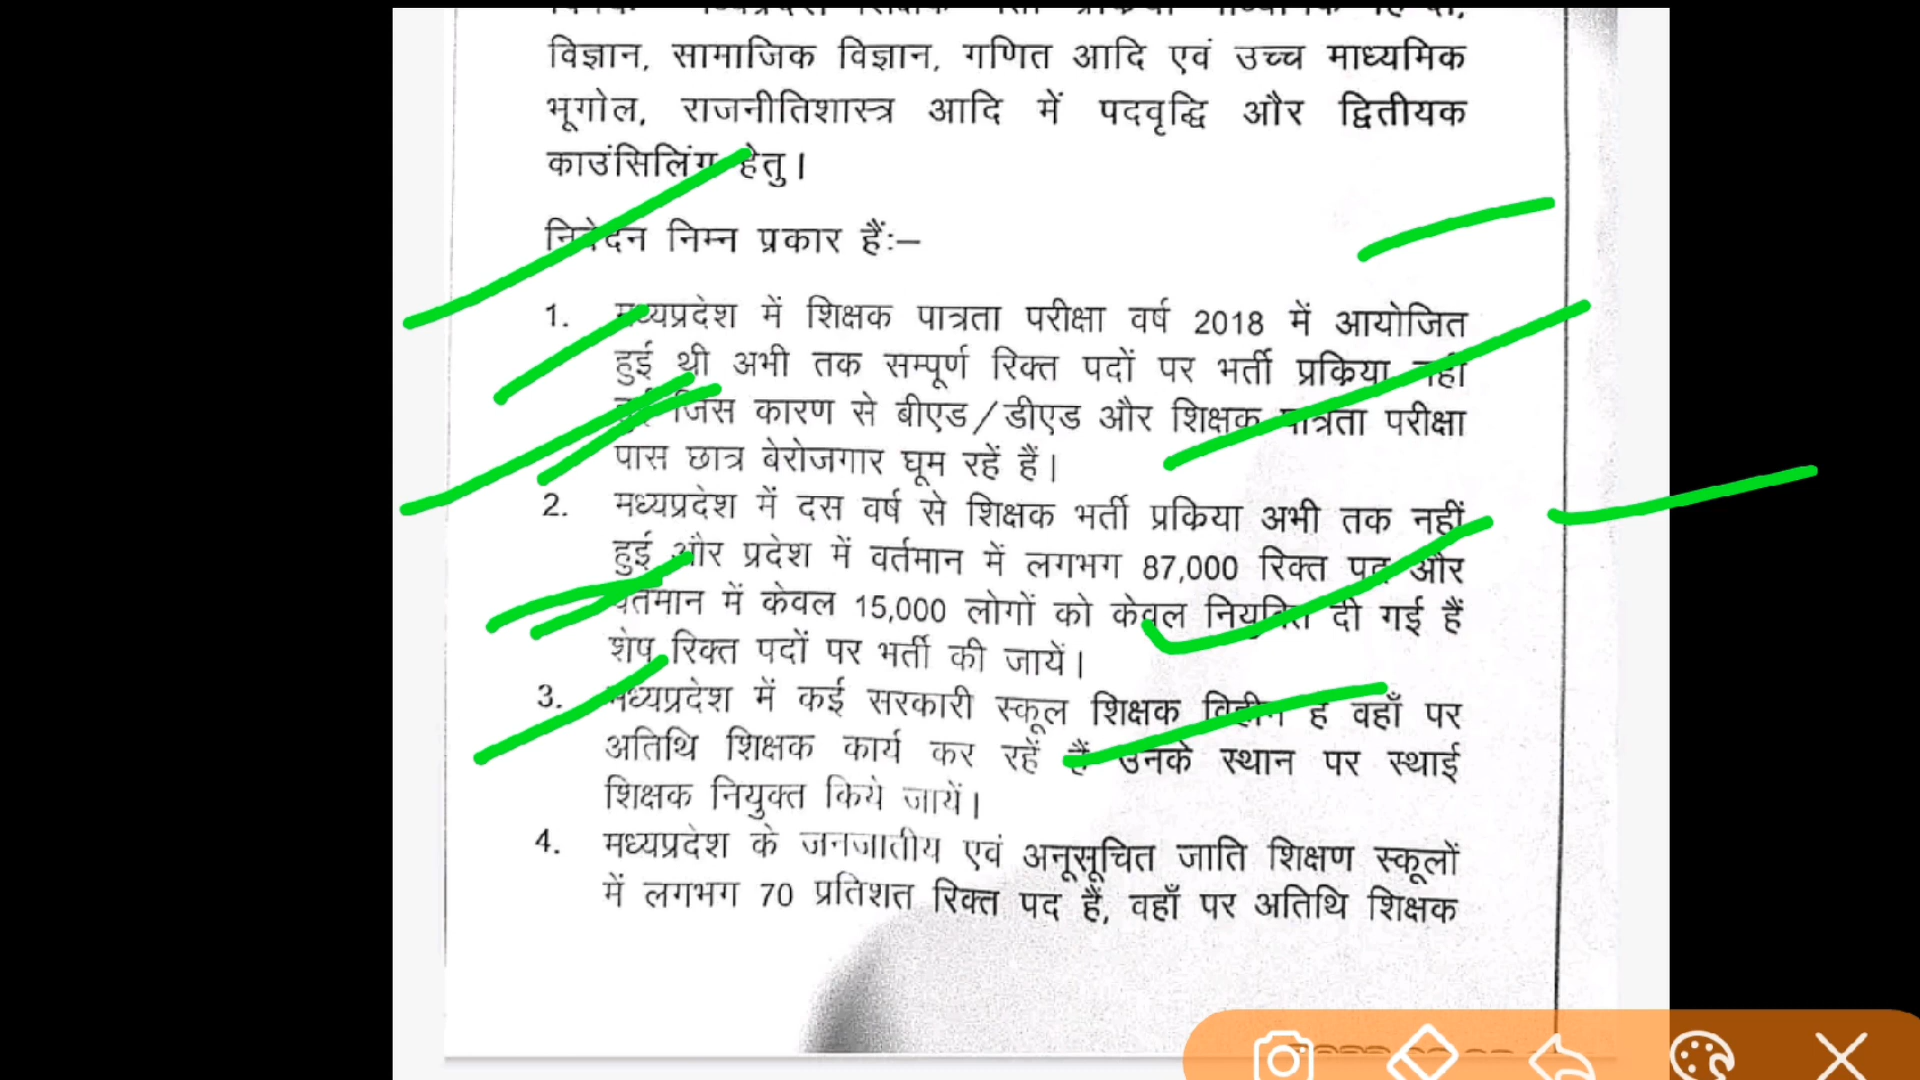 विज्ञान, सामाजिक विज्ञान, गणित आदि एवं उच्च माध्यमिक
भूगोल, राजनीतिशास्त्र आदि में पदवृद्धि और द्वितीयक
काउंसिलिंग हेतु।
निवेदन निम्न प्रकार हैंः–
1. मध्यप्रदेश में शिक्षक पात्रता परीक्षा वर्ष 2018 में आयोजित
हुई थी अभी तक सम्पूर्ण रिक्त पदों पर भर्ती प्रक्रिया नहीं
हुई जिस कारण से बीएड/डीएड और शिक्षक पात्रता परीक्षा
पास छात्र बेरोजगार घूम रहें हैं।
2. मध्यप्रदेश में दस वर्ष से शिक्षक भर्ती प्रकिया अभी तक नहीं
हुई और प्रदेश में वर्तमान में लगभग 87,000 रिक्त पद और
वर्तमान में केवल 15,000 लोगों को केवल नियुक्ति दी गई हैं
शेष रिक्त पदों पर भर्ती की जायें।
3. मध्यप्रदेश में कई सरकारी स्कूल शिक्षक विहीन है वहाँ पर
अतिथि शिक्षक कार्य कर रहें हैं उनके स्थान पर स्थाई
शिक्षक नियुक्त किये जायें।
4. मध्यप्रदेश के जनजातीय एवं अनूसूचित जाति शिक्षण स्कूलों
में लगभग 70 प्रतिशत रिक्त पद हैं, वहाँ पर अतिथि शिक्षक